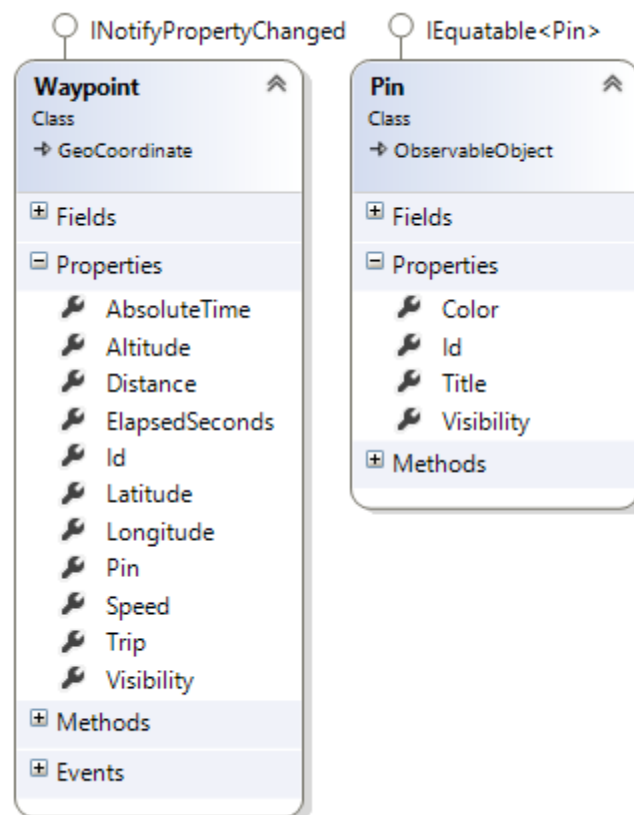 INotifyPropertyChanged
Waypoint
Class
GeoCoordinate
Fields
Properties
AbsoluteTime
Altitude
Distance
ElapsedSeconds
Id
Latitude
Longitude
Pin
Speed
Trip
Visibility
Methods
Events
IEquatable<Pin>
Pin
Class
ObservableObject
Fields
Properties
Color
Id
Title
Visibility
Methods